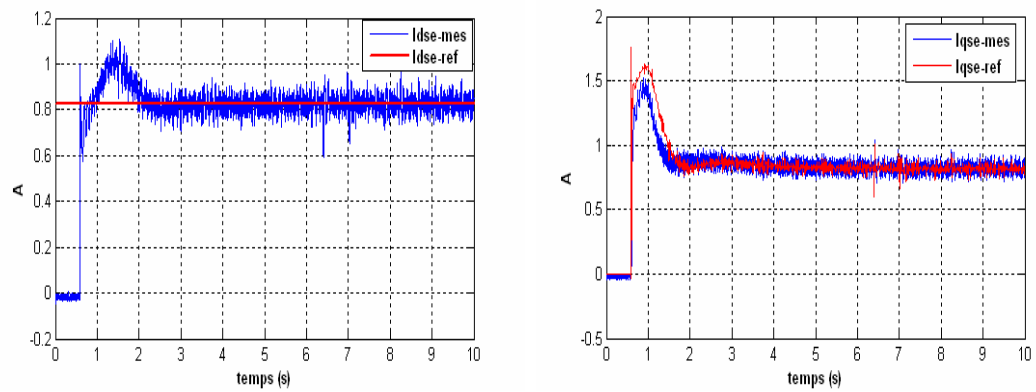 1.2
1
0.8
0.6
0.4
0.2
0
-0.2
A
Idse-mes
Idse-ref
0 1 2 3 4 5 6 7 8 9 10
temps (s)
2
1.5
1
0.5
0
-0.5
A
Iqse-mes
Iqse-ref
0 1 2 3 4 5 6 7 8 9 10
temps (s)